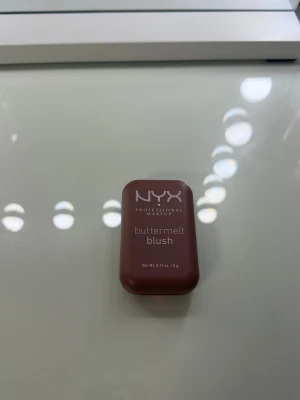 NYX
PROFESSIONAL
MAKEUP
buttermelt
blush